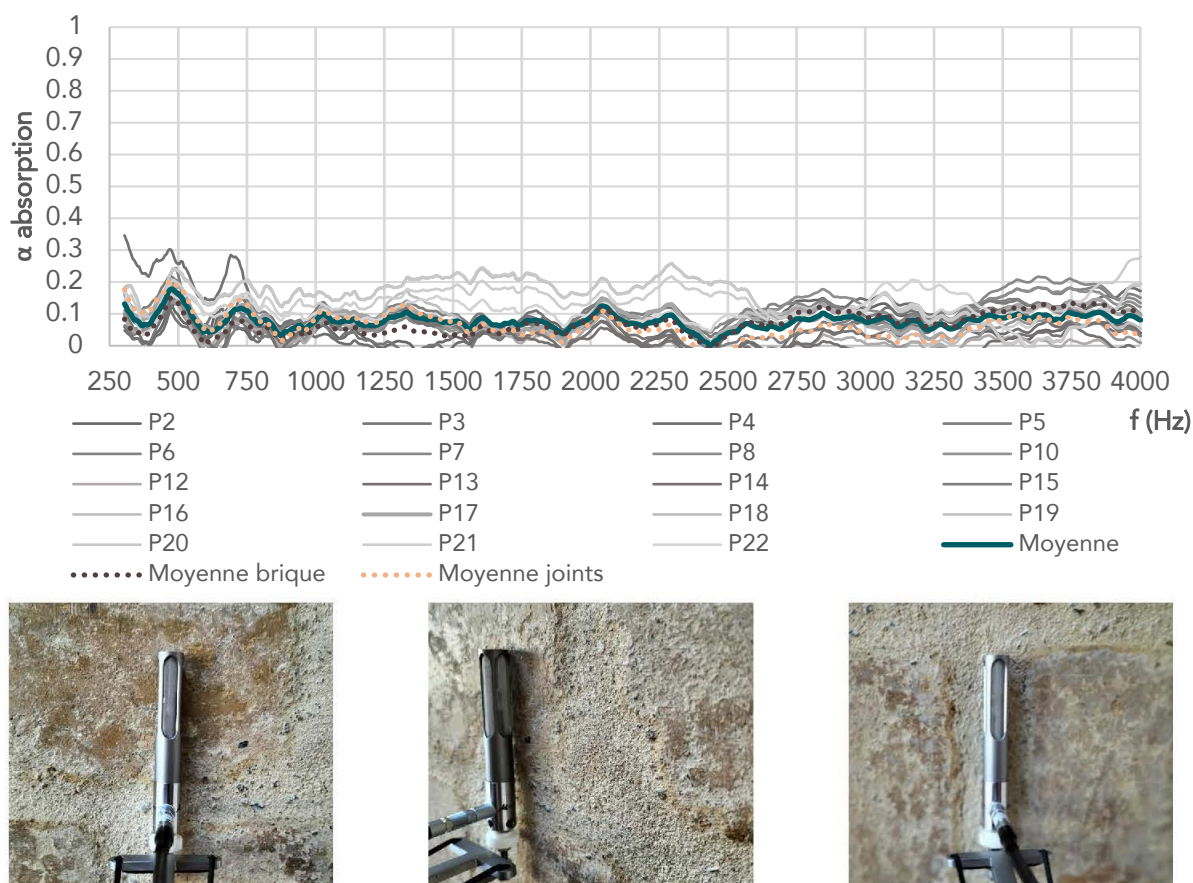 1
0.9
0.8
0.7
0.6
0.5
0.4
0.3
0.2
0.1
0
α absorption
250 500 750 1000 1250 1500 1750 2000 2250 2500 2750 3000 3250 3500 3750 4000
f (Hz)
P2 P3 P4 P5
P6 P7 P8 P10
P12 P13 P14 P15
P16 P17 P18 P19
P20 P21 P22 Moyenne
Moyenne brique Moyenne joints